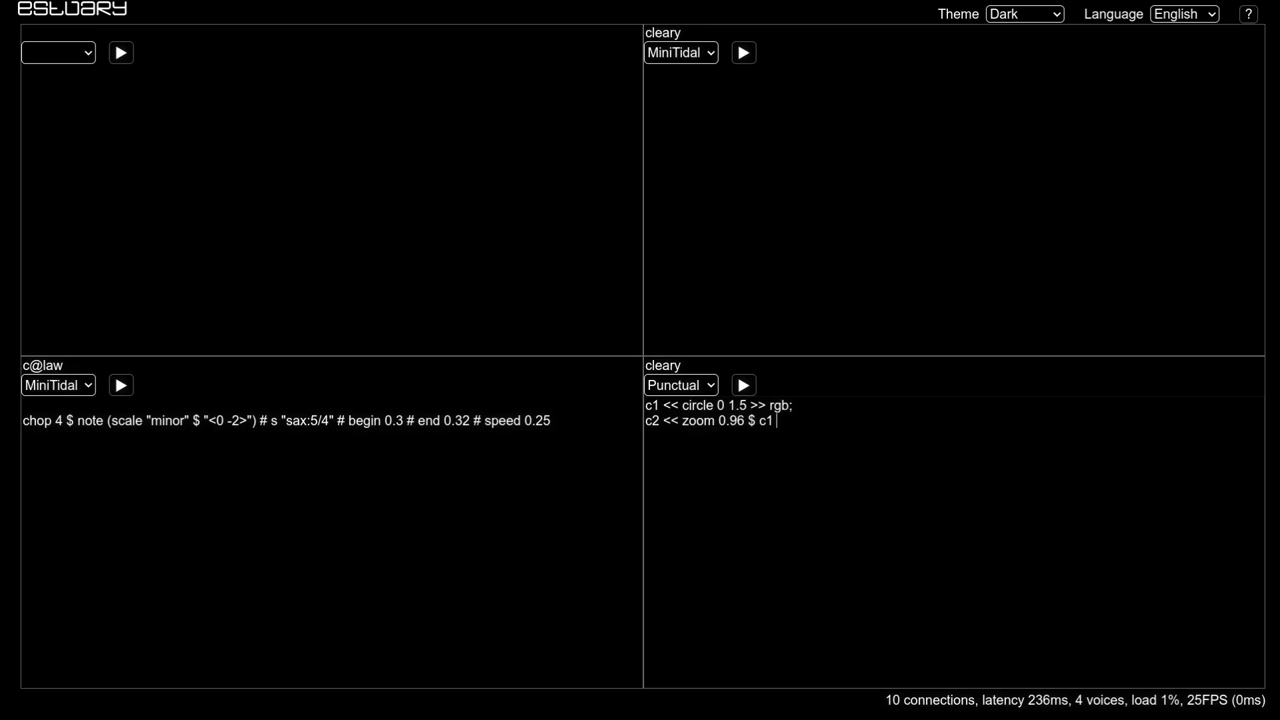 estuary
Theme Dark Language English ?
cleary
MiniTidal
c@law
MiniTidal
chop 4 $ note (scale "minor" $ "<0 -2>") # s "sax:5/4" # begin 0.3 # end 0.32 # speed 0.25
cleary
Punctual
c1 << circle 0 1.5 >> rgb;
c2 << zoom 0.96 $ c1
10 connections, latency 236ms, 4 voices, load 1%, 25FPS (0ms)